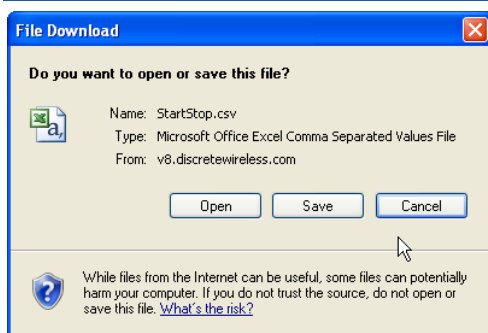 File Download
Do you want to open or save this file?
a,
Name: StartStop.csv
Type: Microsoft Office Excel Comma Separated Values File
From: v8.discretewireless.com
Open Save Cancel
While files from the Internet can be useful, some files can potentially
harm your computer. If you do not trust the source, do not open or
save this file. What's the risk?